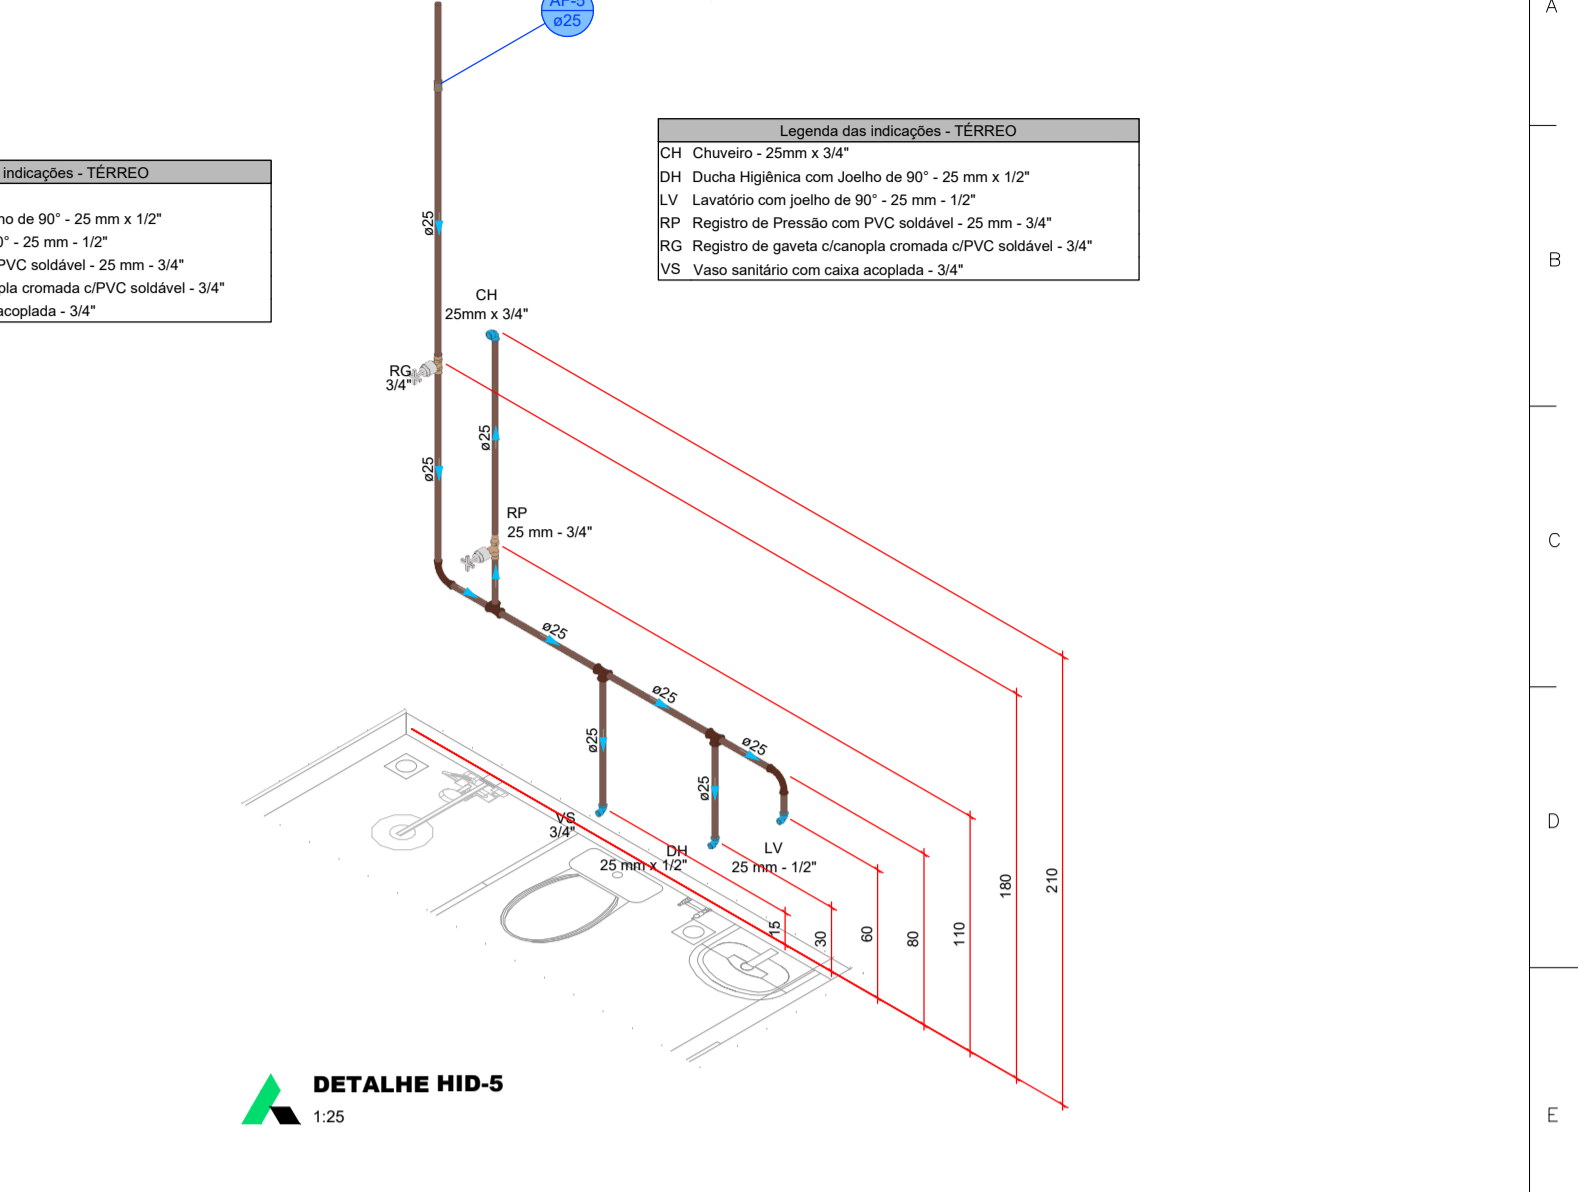 A
AP-5
ø25
Legenda das indicações - TÉRREO
CH Chuveiro - 25mm x 3/4"
DH Ducha Higiênica com Joelho de 90° - 25 mm x 1/2"
LV Lavatório com joelho de 90° - 25 mm - 1/2"
RP Registro de Pressão com PVC soldável - 25 mm - 3/4"
RG Registro de gaveta c/canopla cromada c/PVC soldável - 3/4"
VS Vaso sanitário com caixa acoplada - 3/4"
indicações - TÉRREO
de 90° - 25 mm x 1/2"
- 25 mm - 1/2"
PVC soldável - 25 mm - 3/4"
cromada c/PVC soldável - 3/4"
acoplada - 3/4"
B
ø25
CH
25mm x 3/4"
RG
3/4"
ø25
ø25
RP
25 mm - 3/4"
C
ø25
ø25
ø25
ø25
ø25
VS
3/4"
DH
25 mm x 1/2"
LV
25 mm - 1/2"
D
15
30
60
80
110
180
210
DETALHE HID-5
1:25
E